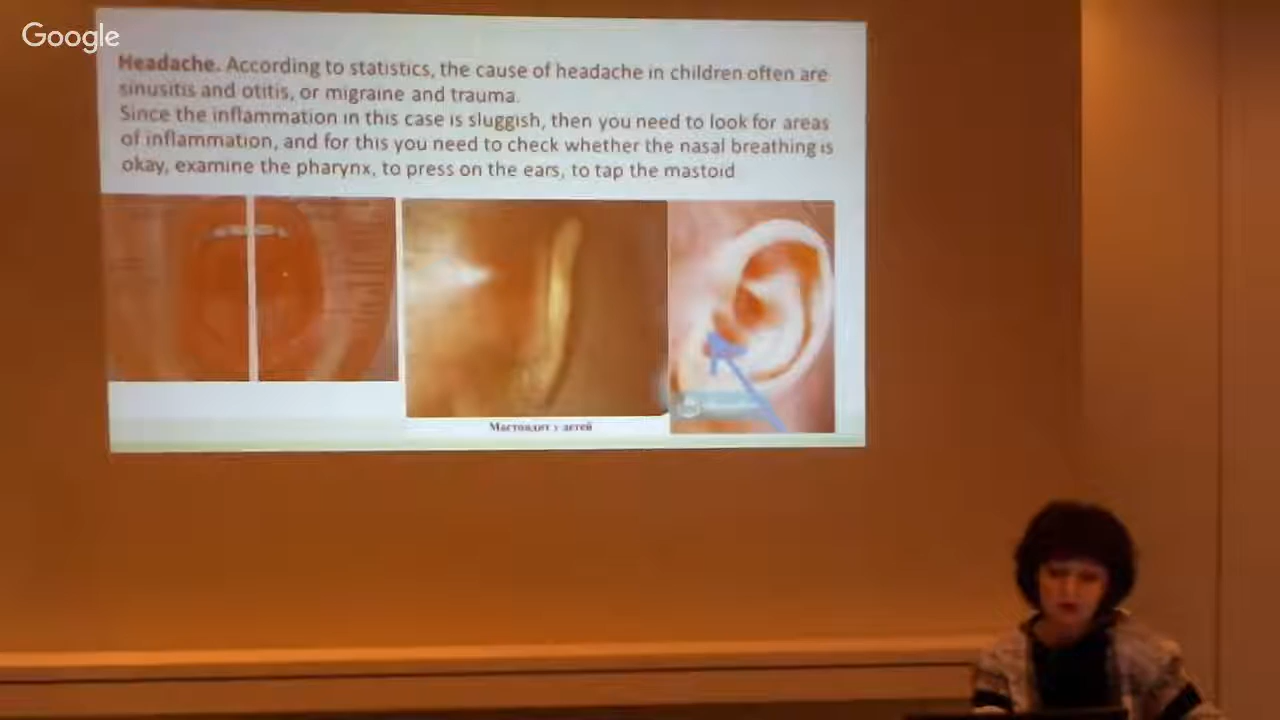 Google
Headache. According to statistics, the cause of headache in children often are
sinusitis and otitis, or migraine and trauma.
Since the inflammation in this case is sluggish, then you need to look for areas
of inflammation, and for this you need to check whether the nasal breathing is
okay, examine the pharynx, to press on the ears, to tap the mastoid
Мастоидит у детей